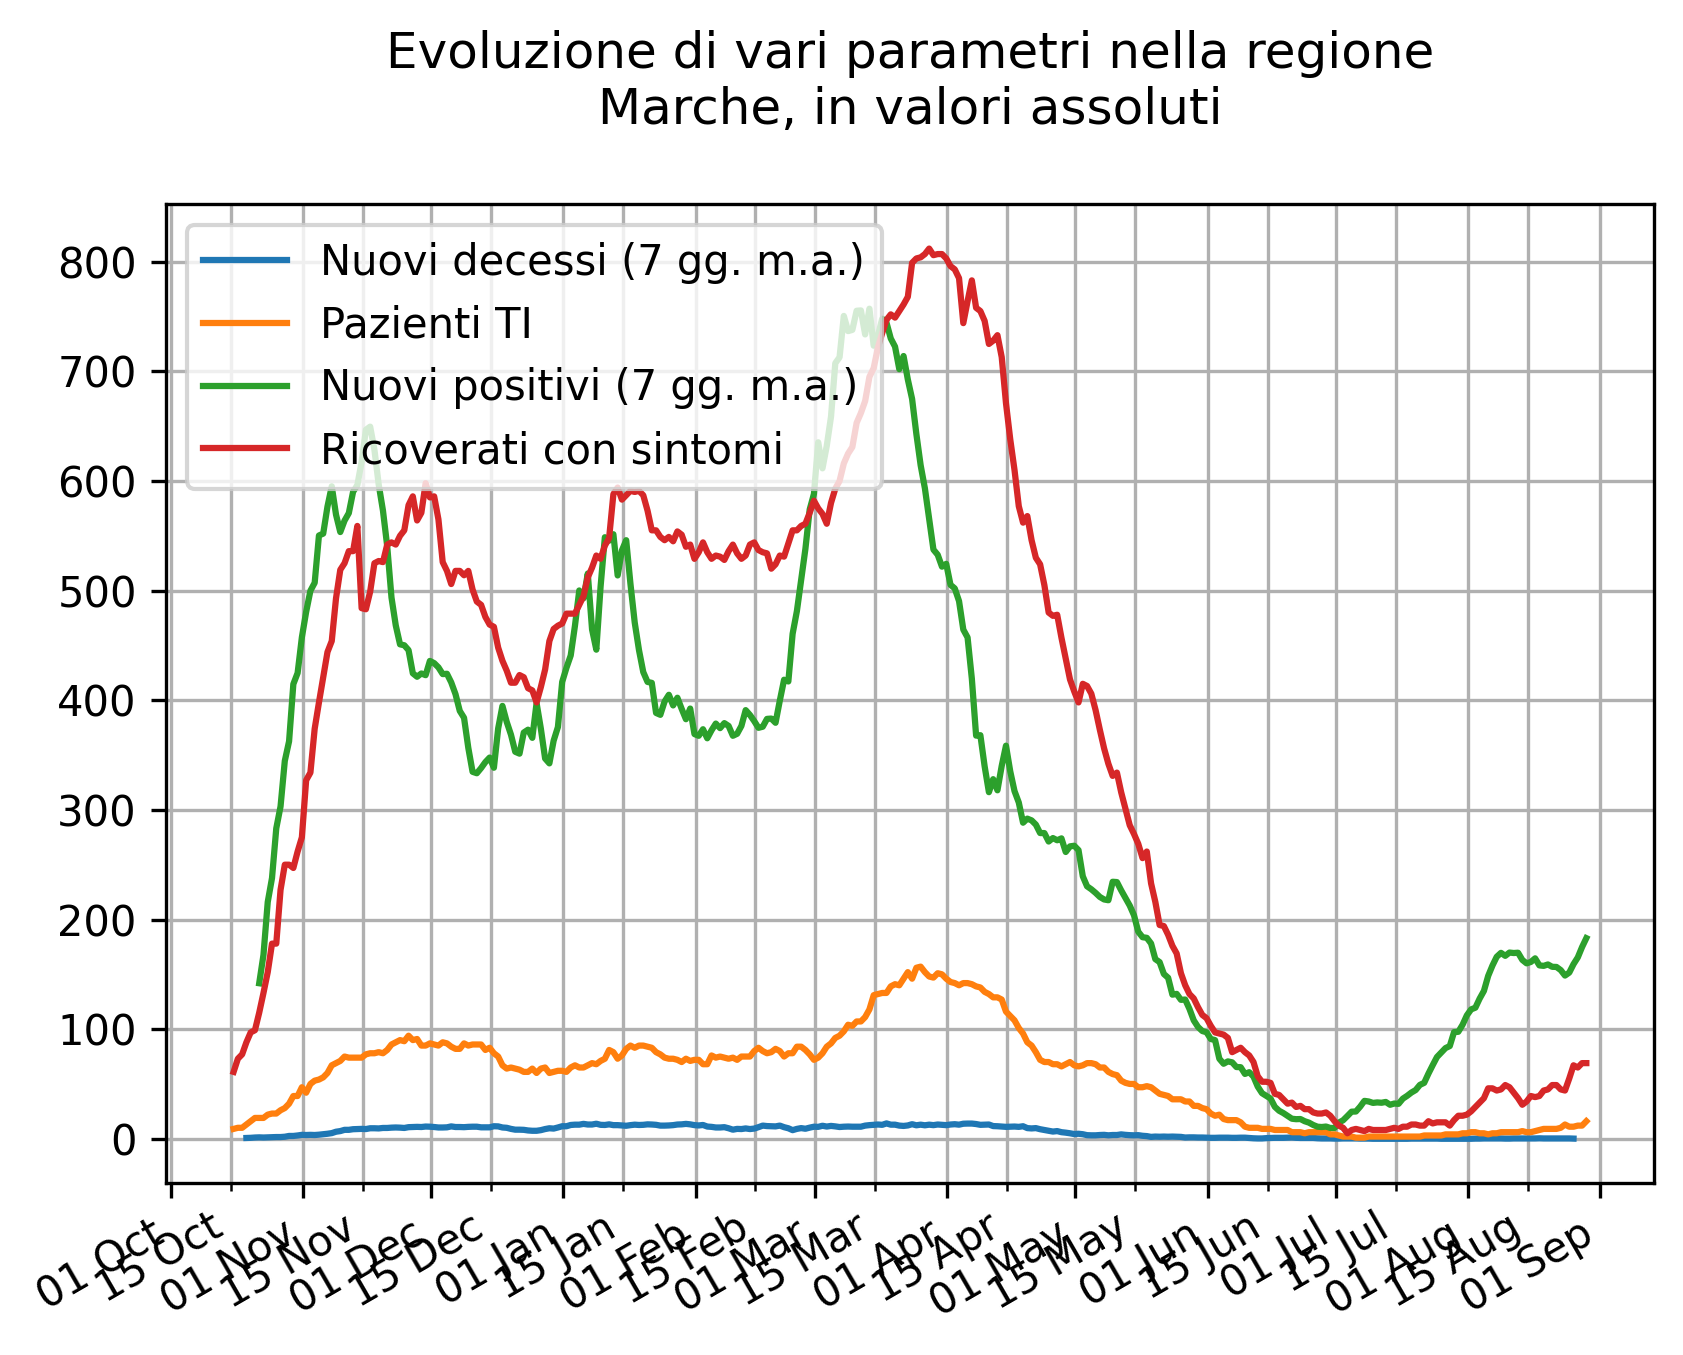 Evoluzione di vari parametri nella regione
Marche, in valori assoluti
Nuovi decessi (7 gg. m.a.)
Pazienti TI
Nuovi positivi (7 gg. m.a.)
Ricoverati con sintomi
800
700
600
500
400
300
200
100
0
01 Oct
15 Oct
01 Nov
15 Nov
01 Dec
15 Dec
01 Jan
15 Jan
01 Feb
15 Feb
01 Mar
15 Mar
01 Apr
15 Apr
01 May
15 May
01 Jun
15 Jun
01 Jul
15 Jul
01 Aug
15 Aug
01 Sep